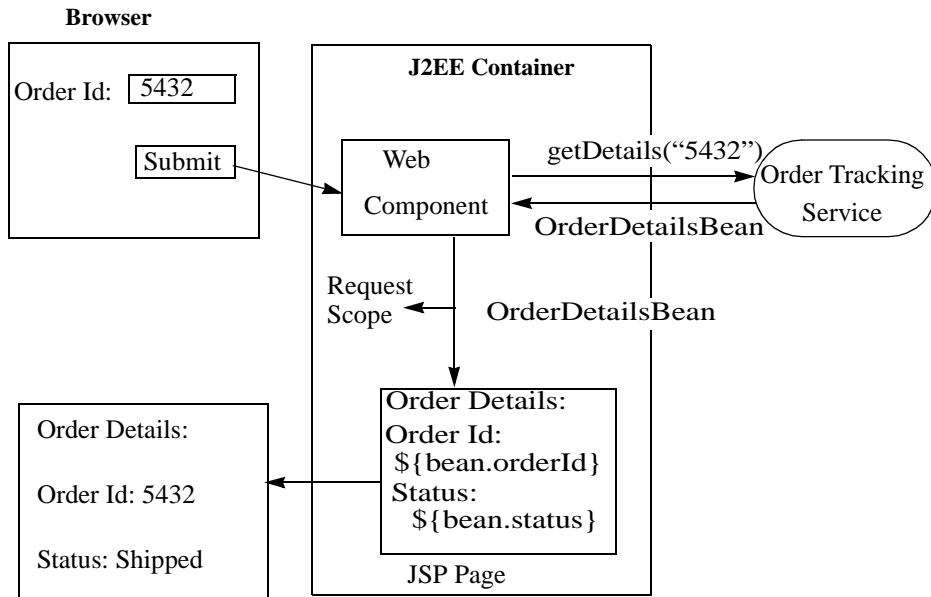 Browser
J2EE Container
Order Id: 5432
Submit
Web
Component
getDetails(“5432”)
Order Tracking
Service
OrderDetailsBean
Request
Scope
OrderDetailsBean
Order Details:
Order Id:
${bean.orderId}
Status:
${bean.status}
JSP Page
Order Details:
Order Id: 5432
Status: Shipped